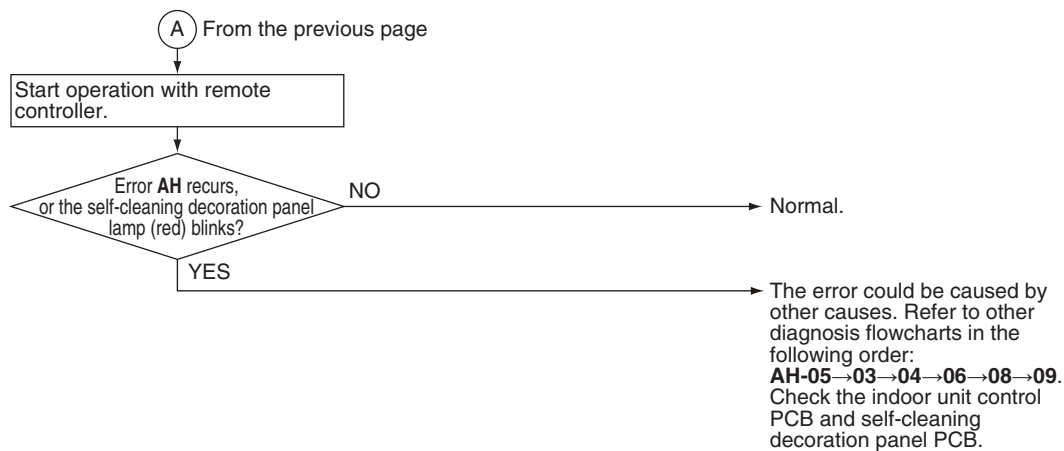 A From the previous page
Start operation with remote
controller.
Error AH recurs,
or the self-cleaning decoration panel
lamp (red) blinks?
NO
Normal.
YES
The error could be caused by
other causes. Refer to other
diagnosis flowcharts in the
following order:
AH-05→03→04→06→08→09.
Check the indoor unit control
PCB and self-cleaning
decoration panel PCB.